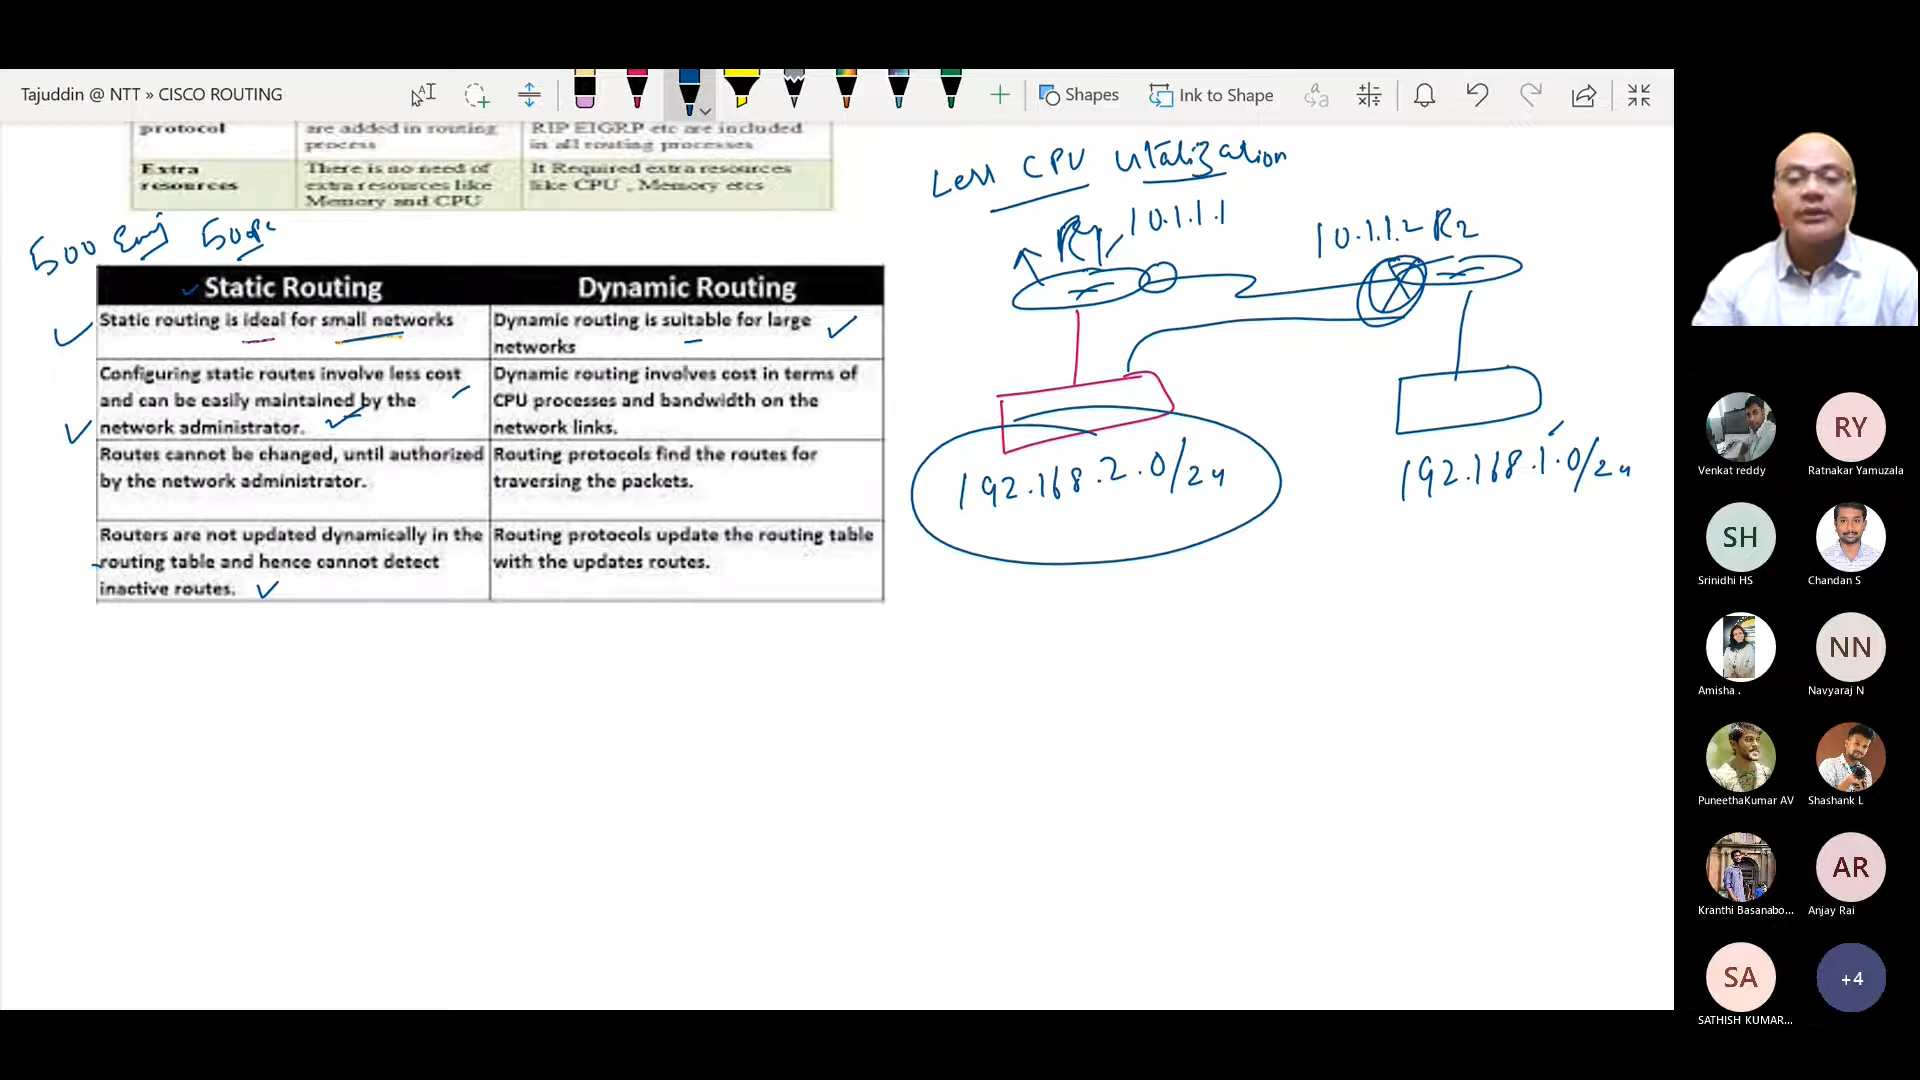 Tajuddin @ NTT » CISCO ROUTING
Shapes
Ink to Shape
protocol
are added in routing
process
RIP EIGRP etc are included
in all routing processes
Extra
resources
There is no need of
extra resources like
Memory and CPU
It Required extra resources
like CPU , Memory etcs
500
Static Routing
Dynamic Routing
Static routing is ideal for small networks
Dynamic routing is suitable for large
networks
Configuring static routes involve less cost
and can be easily maintained by the
network administrator.
Dynamic routing involves cost in terms of
CPU processes and bandwidth on the
network links.
Routes cannot be changed, until authorized
by the network administrator.
Routing protocols find the routes for
traversing the packets.
Routers are not updated dynamically in the
routing table and hence cannot detect
inactive routes.
Routing protocols update the routing table
with the updates routes.
Less CPU Utalization
R1 10.1.1.1
10.1.1.2 R2
192.168.2.0/24
192.168.1.0/24
Venkat reddy
RY
Ratnakar Yamuzala
SH
Srinidhi HS
Chandan S
Amisha .
NN
Navyaraj N
PuneethaKumar AV
Shashank L
Kranthi Basanabo...
AR
Anjay Rai
SA
SATHISH KUMAR...
+4